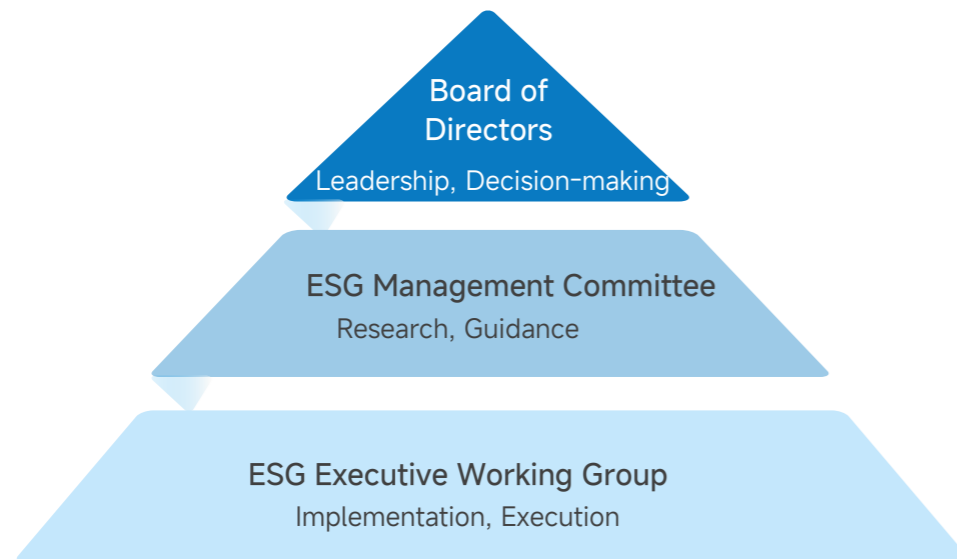 Board of
Directors
Leadership, Decision-making
ESG Management Committee
Research, Guidance
ESG Executive Working Group
Implementation, Execution